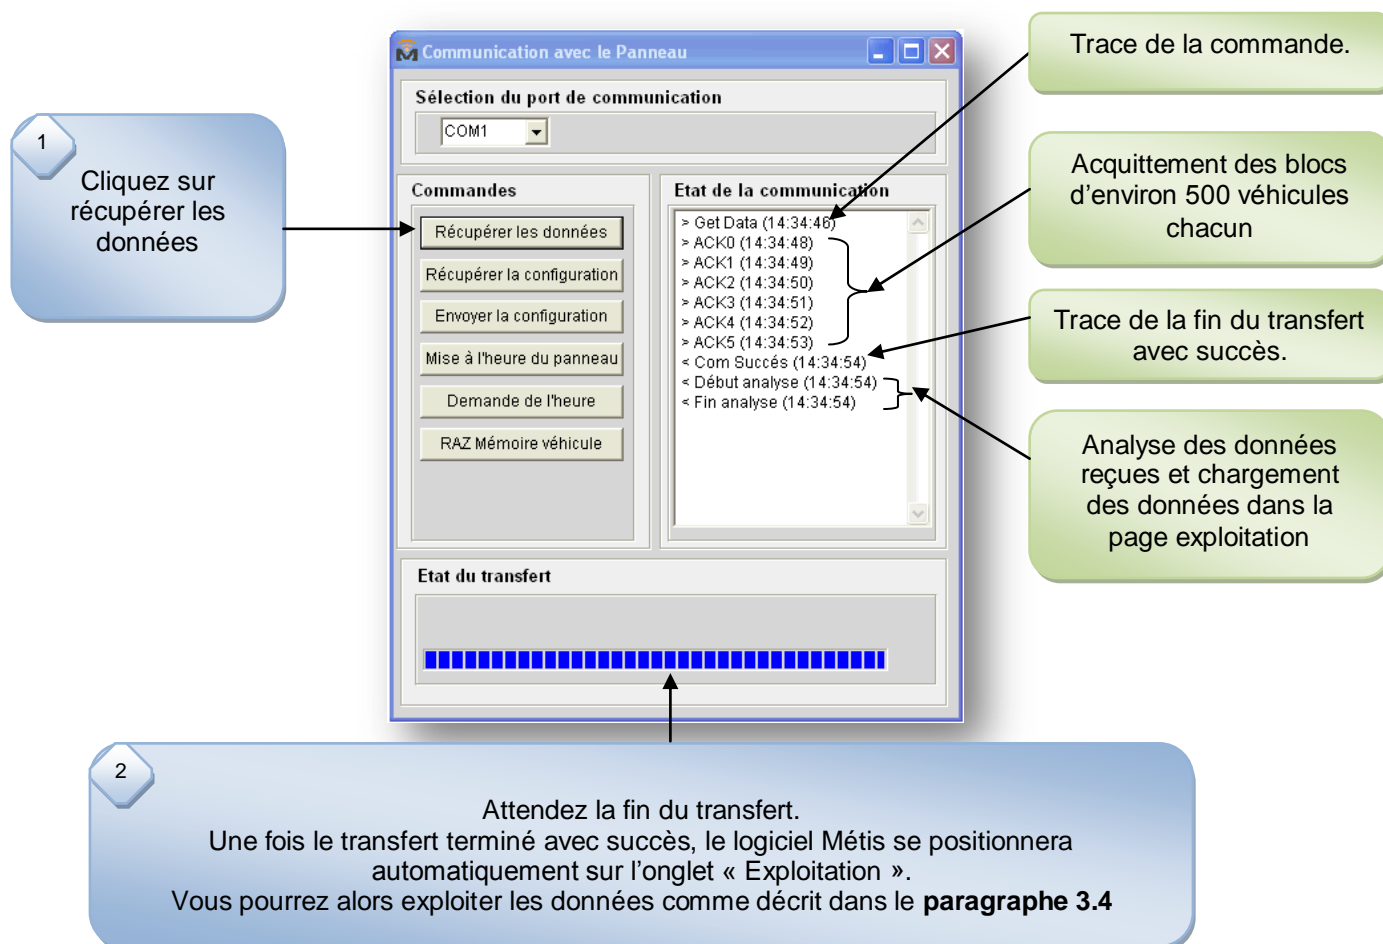 Communication avec le Panneau
Sélection du port de communication
COM1
Commandes
Récupérer les données
Récupérer la configuration
Envoyer la configuration
Mise à l'heure du panneau
Demande de l'heure
RAZ Mémoire véhicule
Etat de la communication
> Get Data (14:34:46)
> ACK0 (14:34:48)
> ACK1 (14:34:49)
> ACK2 (14:34:50)
> ACK3 (14:34:51)
> ACK4 (14:34:52)
> ACK5 (14:34:53)
< Com Succés (14:34:54)
< Début analyse (14:34:54)
< Fin analyse (14:34:54)
Etat du transfert
1
Cliquez sur
récupérer les
données
Trace de la commande.
Acquittement des blocs
d’environ 500 véhicules
chacun
Trace de la fin du transfert
avec succès.
Analyse des données
reçues et chargement
des données dans la
page exploitation
2
Attendez la fin du transfert.
Une fois le transfert terminé avec succès, le logiciel Métis se positionnera
automatiquement sur l’onglet « Exploitation ».
Vous pourrez alors exploiter les données comme décrit dans le paragraphe 3.4